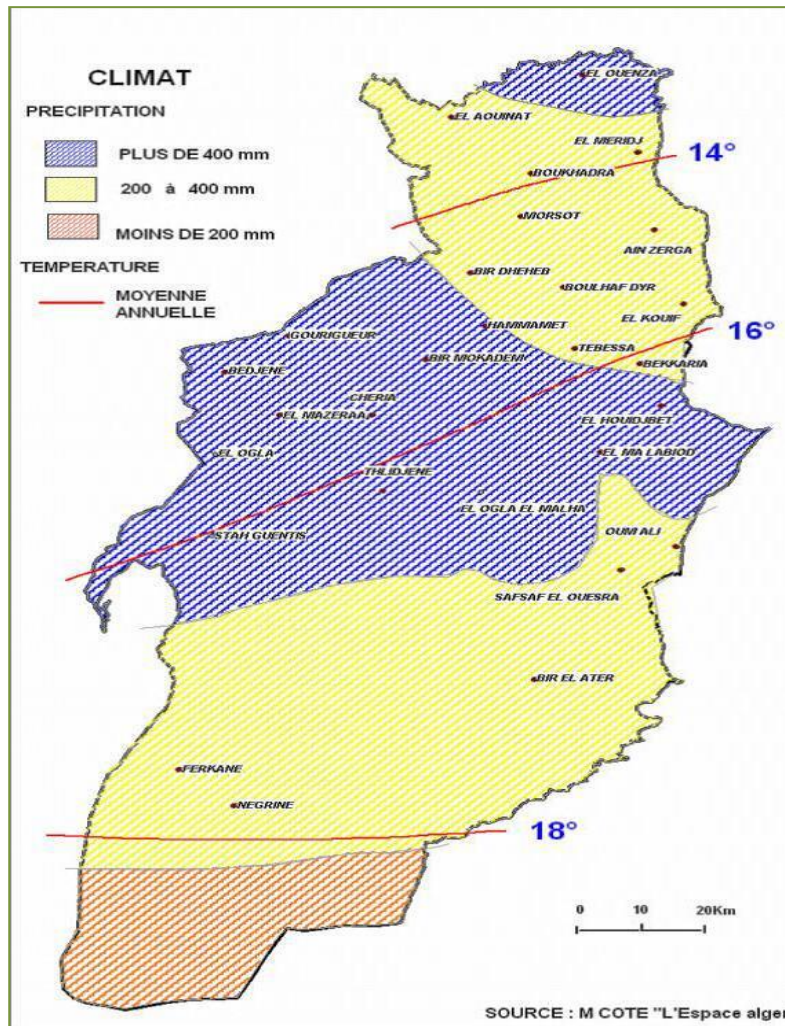 CLIMAT
PRECIPITATION
PLUS DE 400 mm
200 à 400 mm
MOINS DE 200 mm
TEMPERATURE
MOYENNE
ANNUELLE
EL OUENZA
EL AOUINAT
EL MERIDJ
14°
BOUKHADRA
MORSOT
AIN ZERGA
BIR DHEHEB
BOULHAF DYR
EL KOUIF
HAMMAMET
16°
GOURIGUEUR
TEBESSA
BIR MOKADEM
BEKKARIA
BEDJENE
CHERIA
EL MAZERAA
EL HOUIDJBET
EL OGLA
EL MA LABIOD
THLIDJENE
EL OGLA EL MALHA
STAH GUENTIS
OUM ALI
SAFSAF EL OUESRA
BIR EL ATER
FERKANE
NEGRINE
18°
0 10 20Km
SOURCE : M COTE "L'Espace alger